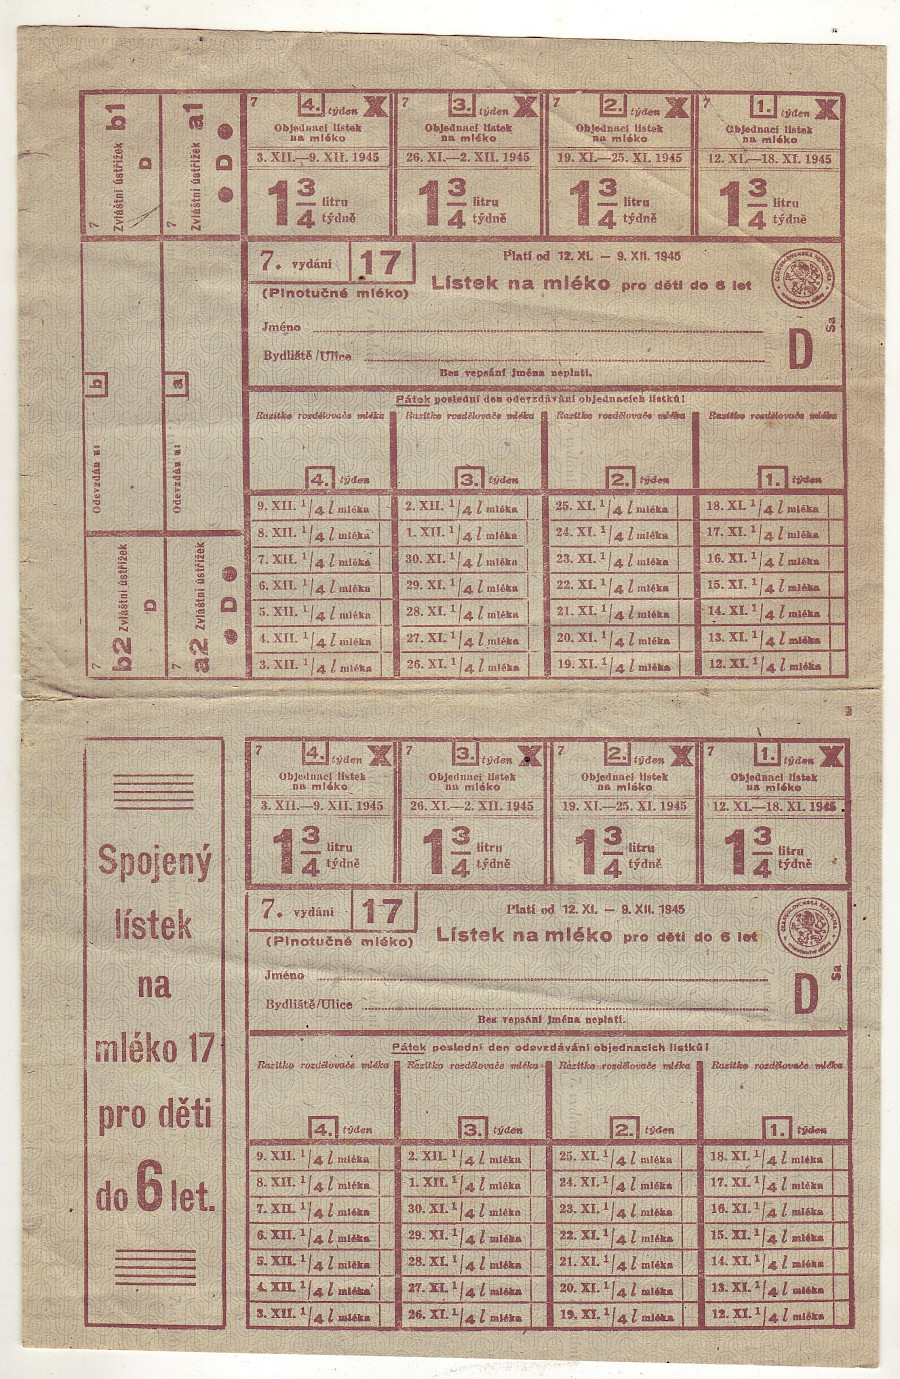 7 4. týden X
Objednací lístek
na mléko
3. XII.—9. XII. 1945
1 3/4 litru
týdně
7 3. týden X
Objednací lístek
na mléko
26. XI.—2. XII. 1945
1 3/4 litru
týdně
7 2. týden X
Objednací lístek
na mléko
19. XI.—25. XI. 1945
1 3/4 litru
týdně
7 1. týden X
Objednací lístek
na mléko
12. XI.—18. XI. 1945
1 3/4 litru
týdně
7 Zvláštní ústřižek b1
D
7 Zvláštní ústřižek a1
D
Odevzdán u: b
Odevzdán u: a
7 b2 Zvláštní ústřižek
D
7 a2 Zvláštní ústřižek
D
7. vydání 17
(Plnotučné mléko)
Platí od 12. XI. — 9. XII. 1945
Lístek na mléko pro děti do 6 let
Jméno
Bydliště/Ulice
Bez vepsání jména neplatí.
D
Sa
Pátok poslední den odevzdávání objednacích lístků!
Razítko rozdělovače mléka Razítko rozdělovače mléka Razítko rozdělovače mléka Razítko rozdělovače mléka
4. týden 3. týden 2. týden 1. týden
9. XII. 1/4 l mléka 2. XII. 1/4 l mléka 25. XI. 1/4 l mléka 18. XI. 1/4 l mléka
8. XII. 1/4 l mléka 1. XII. 1/4 l mléka 24. XI. 1/4 l mléka 17. XI. 1/4 l mléka
7. XII. 1/4 l mléka 30. XI. 1/4 l mléka 23. XI. 1/4 l mléka 16. XI. 1/4 l mléka
6. XII. 1/4 l mléka 29. XI. 1/4 l mléka 22. XI. 1/4 l mléka 15. XI. 1/4 l mléka
5. XII. 1/4 l mléka 28. XI. 1/4 l mléka 21. XI. 1/4 l mléka 14. XI. 1/4 l mléka
4. XII. 1/4 l mléka 27. XI. 1/4 l mléka 20. XI. 1/4 l mléka 13. XI. 1/4 l mléka
3. XII. 1/4 l mléka 26. XI. 1/4 l mléka 19. XI. 1/4 l mléka 12. XI. 1/4 l mléka
Spojený
lístek
na
mléko 17
pro děti
do 6 let.
7 4. týden X
Objednací lístek
na mléko
3. XII.—9. XII. 1945
1 3/4 litru
týdně
7 3. týden X
Objednací lístek
na mléko
26. XI.—2. XII. 1945
1 3/4 litru
týdně
7 2. týden X
Objednací lístek
na mléko
19. XI.—25. XI. 1945
1 3/4 litru
týdně
7 1. týden X
Objednací lístek
na mléko
12. XI.—18. XI. 1945
1 3/4 litru
týdně
7. vydání 17
(Plnotučné mléko)
Platí od 12. XI. — 9. XII. 1945
Lístek na mléko pro děti do 6 let
Jméno
Bydliště/Ulice
Bez vepsání jména neplatí.
D
Sa
Pátek poslední den odevzdávání objednacích lístků!
Razítko rozdělovače mléka Razítko rozdělovače mléka Razítko rozdělovače mléka Razítko rozdělovače mléka
4. týden 3. týden 2. týden 1. týden
9. XII. 1/4 l mléka 2. XII. 1/4 l mléka 25. XI. 1/4 l mléka 18. XI. 1/4 l mléka
8. XII. 1/4 l mléka 1. XII. 1/4 l mléka 24. XI. 1/4 l mléka 17. XI. 1/4 l mléka
7. XII. 1/4 l mléka 30. XI. 1/4 l mléka 23. XI. 1/4 l mléka 16. XI. 1/4 l mléka
6. XII. 1/4 l mléka 29. XI. 1/4 l mléka 22. XI. 1/4 l mléka 15. XI. 1/4 l mléka
5. XII. 1/4 l mléka 28. XI. 1/4 l mléka 21. XI. 1/4 l mléka 14. XI. 1/4 l mléka
4. XII. 1/4 l mléka 27. XI. 1/4 l mléka 20. XI. 1/4 l mléka 13. XI. 1/4 l mléka
3. XII. 1/4 l mléka 26. XI. 1/4 l mléka 19. XI. 1/4 l mléka 12. XI. 1/4 l mléka